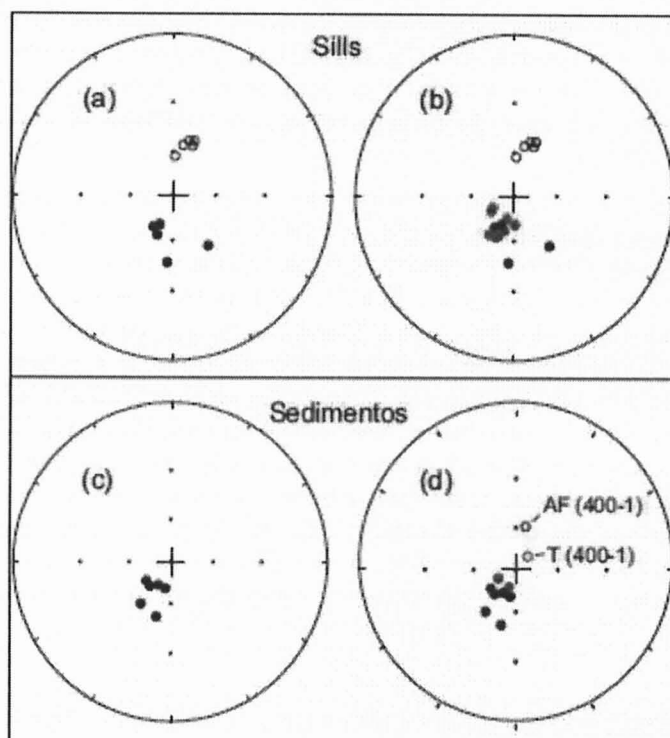 Sills
(a)
(b)
Sedimentos
(c)
(d)
AF (400-1)
T (400-1)